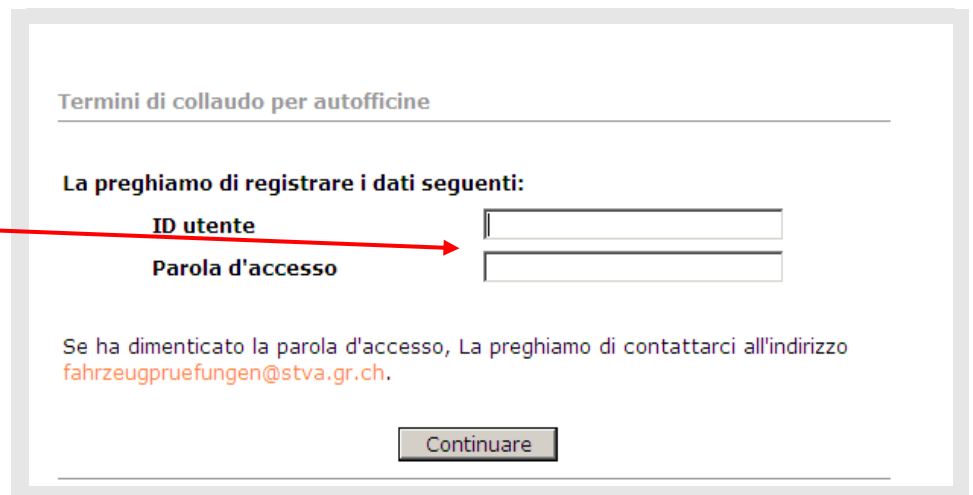 Termini di collaudo per autofficine
La preghiamo di registrare i dati seguenti:
ID utente
Parola d'accesso
Se ha dimenticato la parola d'accesso, La preghiamo di contattarci all'indirizzo
fahrzeugpruefungen@stva.gr.ch.
Continuare